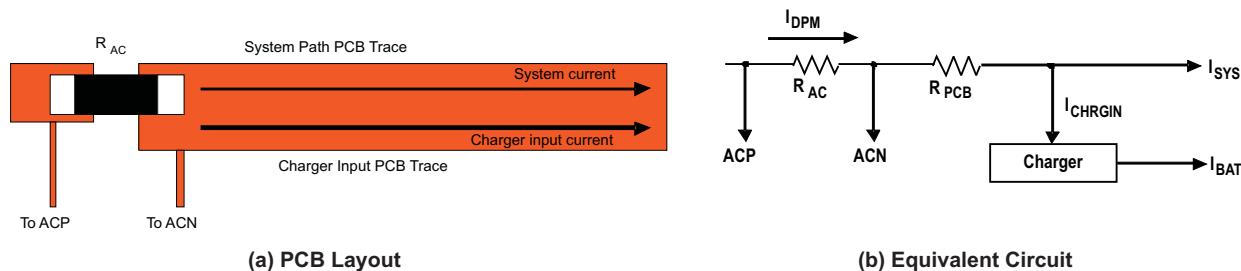 R AC
System Path PCB Trace
System current
Charger input current
Charger Input PCB Trace
To ACP
To ACN
(a) PCB Layout
IDPM
RAC
RPCB
ISYS
ICHRGIN
ACP
ACN
Charger
IBAT
(b) Equivalent Circuit